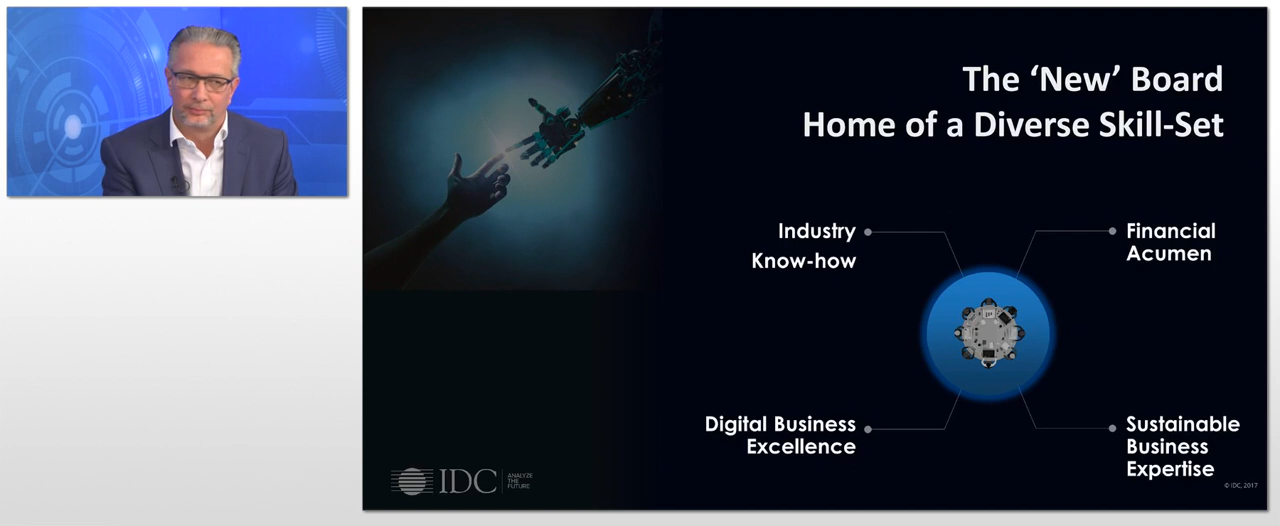 The ‘New’ Board
Home of a Diverse Skill-Set
Industry
Know-how
Financial
Acumen
Digital Business
Excellence
Sustainable
Business
Expertise
IDC
ANALYZE
THE
FUTURE
© IDC, 2017